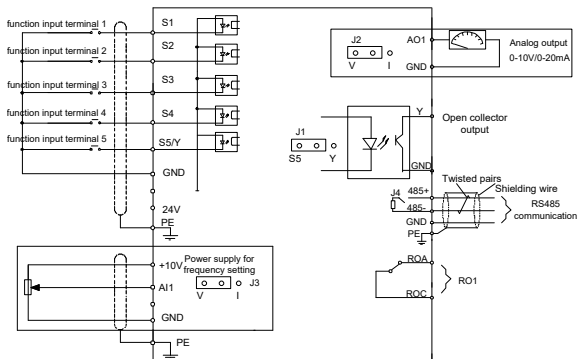 function input terminal 1
S1
function input terminal 2
S2
function input terminal 3
S3
function input terminal 4
S4
function input terminal 5
S5/Y
GND
24V
PE
+10V
Power supply for
frequency setting
J3
V I
AI1
GND
PE
J2
V I
AO1
GND
Analog output
0-10V/0-20mA
J1
S5 Y
Y
GND
Open collector
output
Twisted pairs
Shielding wire
J4
485+
485-
GND
PE
RS485
communication
ROA
ROC
RO1